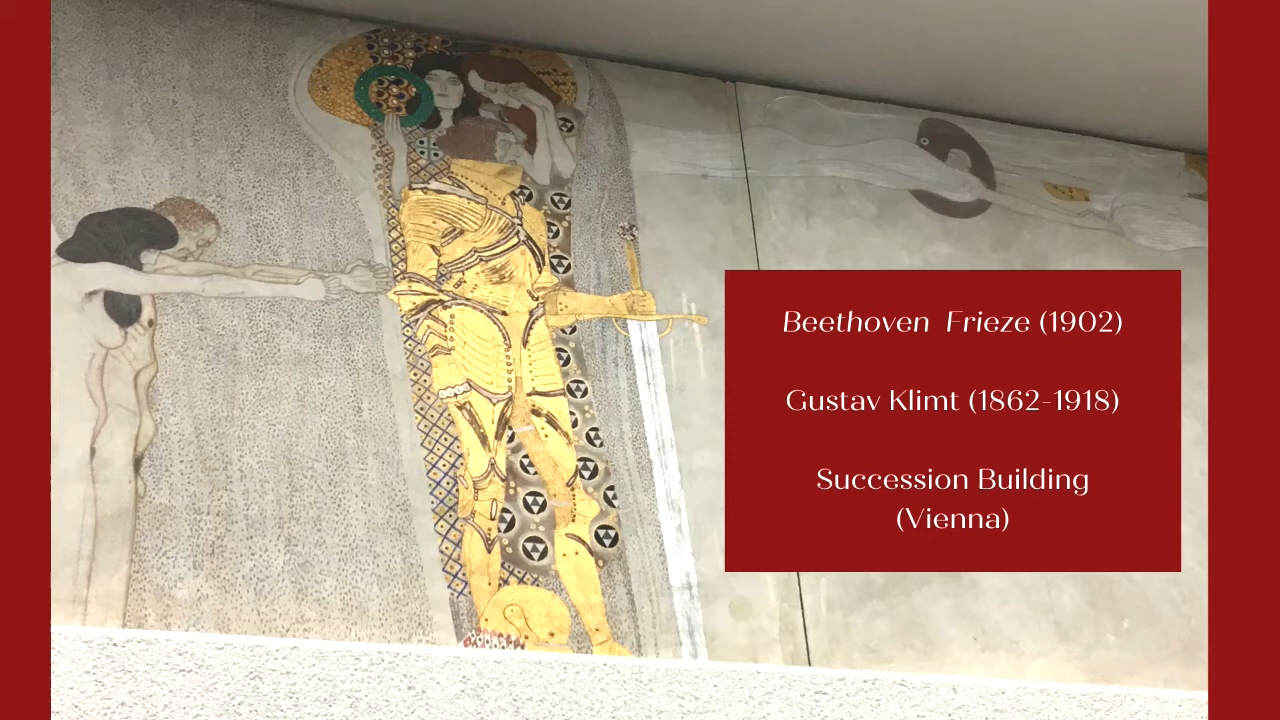 Beethoven Frieze (1902)
Gustav Klimt (1862-1918)
Succession Building
(Vienna)